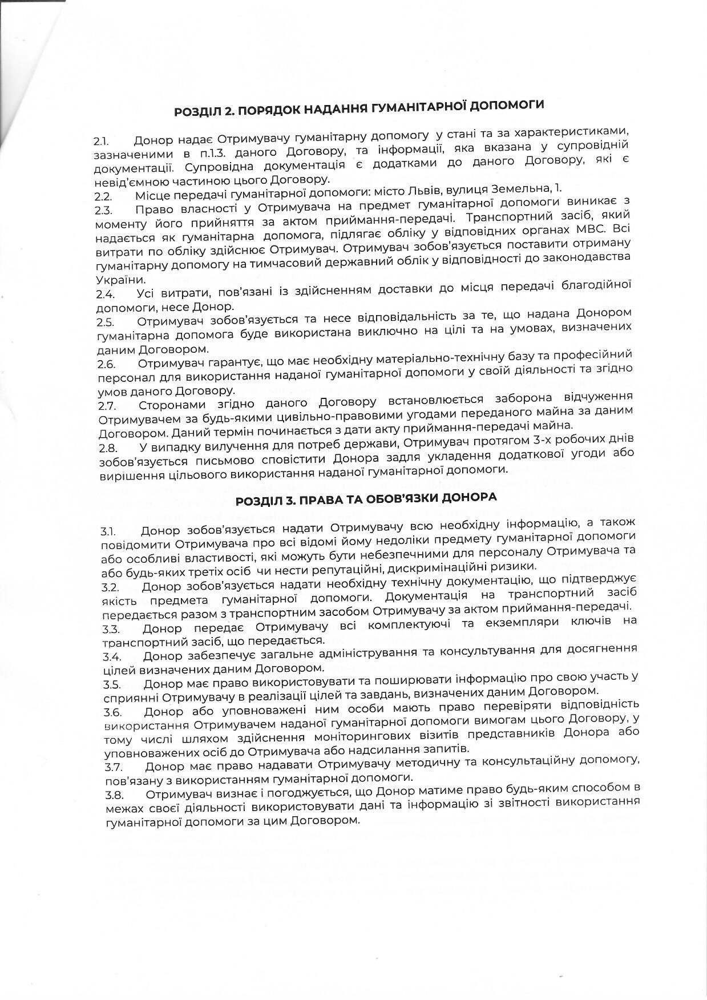 РОЗДІЛ 2. ПОРЯДОК НАДАННЯ ГУМАНІТАРНОЇ ДОПОМОГИ
2.1. Донор надає Отримувачу гуманітарну допомогу у стані та за характеристиками,
зазначеними в п.1.3. даного Договору, та інформації, яка вказана у супровідній
документації. Супровідна документація є додатками до даного Договору, які є
невід’ємною частиною цього Договору.
2.2. Місце передачі гуманітарної допомоги: місто Львів, вулиця Земельна, 1.
2.3. Право власності у Отримувача на предмет гуманітарної допомоги виникає з
моменту його прийняття за актом приймання-передачі. Транспортний засіб, який
надається як гуманітарна допомога, підлягає обліку у відповідних органах МВС. Всі
витрати по обліку здійснює Отримувач. Отримувач зобов’язується поставити отриману
гуманітарну допомогу на тимчасовий державний облік у відповідності до законодавства
України.
2.4. Усі витрати, пов’язані із здійсненням доставки до місця передачі благодійної
допомоги, несе Донор.
2.5. Отримувач зобов’язується та несе відповідальність за те, що надана Донором
гуманітарна допомога буде використана виключно на цілі та на умовах, визначених
даним Договором.
2.6. Отримувач гарантує, що має необхідну матеріально-технічну базу та професійний
персонал для використання наданої гуманітарної допомоги у своїй діяльності та згідно
умов даного Договору.
2.7. Сторонами згідно даного Договору встановлюється заборона відчуження
Отримувачем за будь-якими цивільно-правовими угодами переданого майна за даним
Договором. Даний термін починається з дати акту приймання-передачі майна.
2.8. У випадку вилучення для потреб держави, Отримувач протягом 3-х робочих днів
зобов’язується письмово сповістити Донора задля укладення додаткової угоди або
вирішення цільового використання наданої гуманітарної допомоги.
РОЗДІЛ 3. ПРАВА ТА ОБОВ’ЯЗКИ ДОНОРА
3.1. Донор зобов’язується надати Отримувачу всю необхідну інформацію, а також
повідомити Отримувача про всі відомі йому недоліки предмету гуманітарної допомоги
або особливі властивості, які можуть бути небезпечними для персоналу Отримувача та
або будь-яких третіх осіб чи нести репутаційні, дискримінаційні ризики.
3.2. Донор зобов’язується надати необхідну технічну документацію, що підтверджує
якість предмета гуманітарної допомоги. Документація на транспортний засіб
передається разом з транспортним засобом Отримувачу за актом приймання-передачі.
3.3. Донор передає Отримувачу всі комплектуючі та екземпляри ключів на
транспортний засіб, що передається.
3.4. Донор забезпечує загальне адміністрування та консультування для досягнення
цілей визначених даним Договором.
3.5. Донор має право використовувати та поширювати інформацію про свою участь у
сприянні Отримувачу в реалізації цілей та завдань, визначених даним Договором.
3.6. Донор або уповноважені ним особи мають право перевіряти відповідність
використання Отримувачем наданої гуманітарної допомоги вимогам цього Договору, у
тому числі шляхом здійснення моніторингових візитів представників Донора або
уповноважених осіб до Отримувача або надсилання запитів.
3.7. Донор має право надавати Отримувачу методичну та консультаційну допомогу,
пов’язану з використанням гуманітарної допомоги.
3.8. Отримувач визнає і погоджується, що Донор матиме право будь-яким способом в
межах своєї діяльності використовувати дані та інформацію зі звітності використання
гуманітарної допомоги за цим Договором.